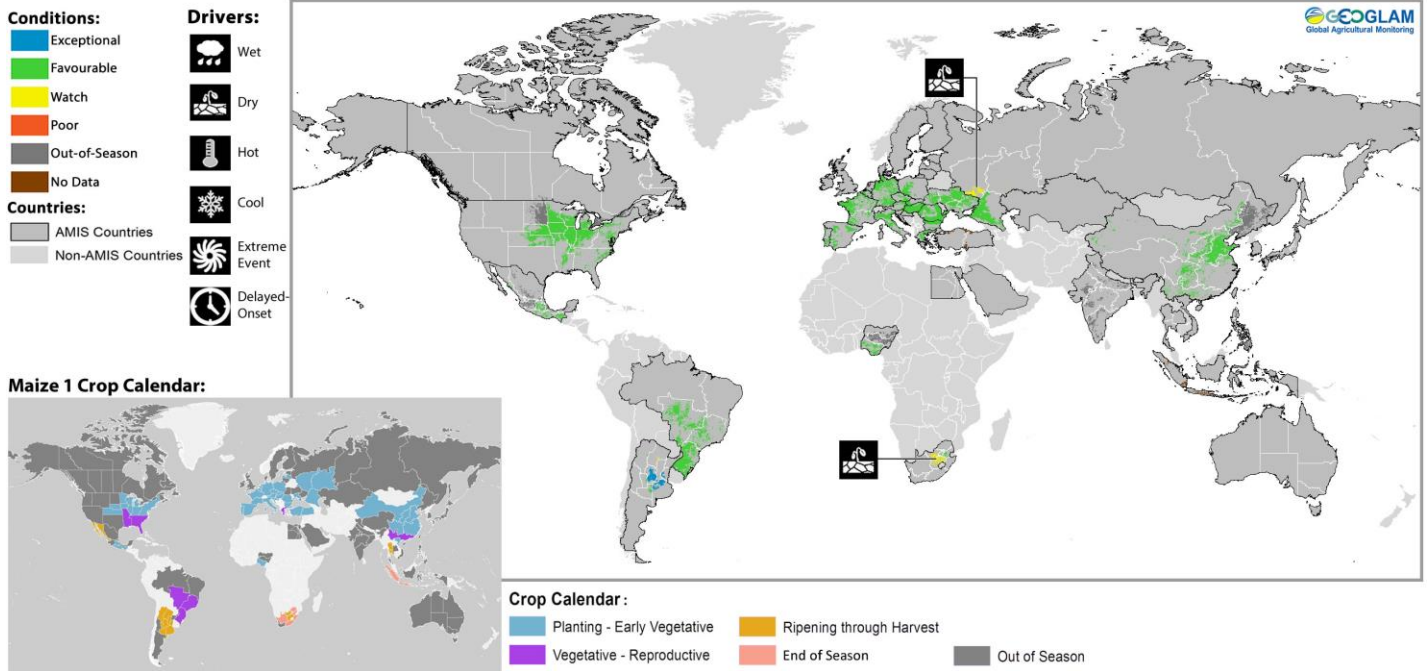 Conditions:
Exceptional
Favourable
Watch
Poor
Out-of-Season
No Data
Countries:
AMIS Countries
Non-AMIS Countries
Drivers:
Wet
Dry
Hot
Cool
Extreme
Event
Delayed-
Onset
GEOGLAM
Global Agricultural Monitoring
Maize 1 Crop Calendar:
Crop Calendar :
Planting - Early Vegetative
Ripening through Harvest
Vegetative - Reproductive
End of Season
Out of Season